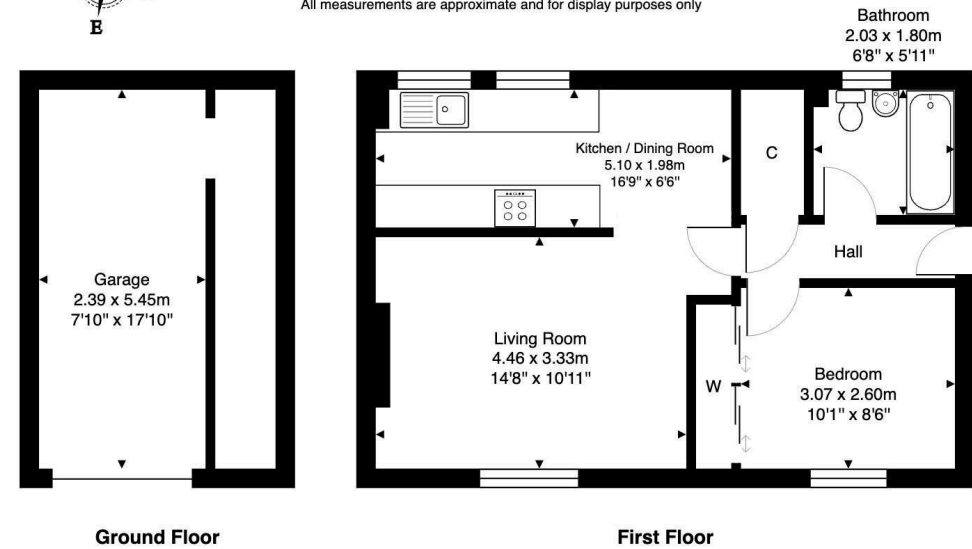 All measurements are approximate and for display purposes only
E
Bathroom
2.03 x 1.80m
6'8" x 5'11"
Kitchen / Dining Room
5.10 x 1.98m
16'9" x 6'6"
C
Hall
Garage
2.39 x 5.45m
7'10" x 17'10"
Living Room
4.46 x 3.33m
14'8" x 10'11"
W
Bedroom
3.07 x 2.60m
10'1" x 8'6"
Ground Floor
First Floor